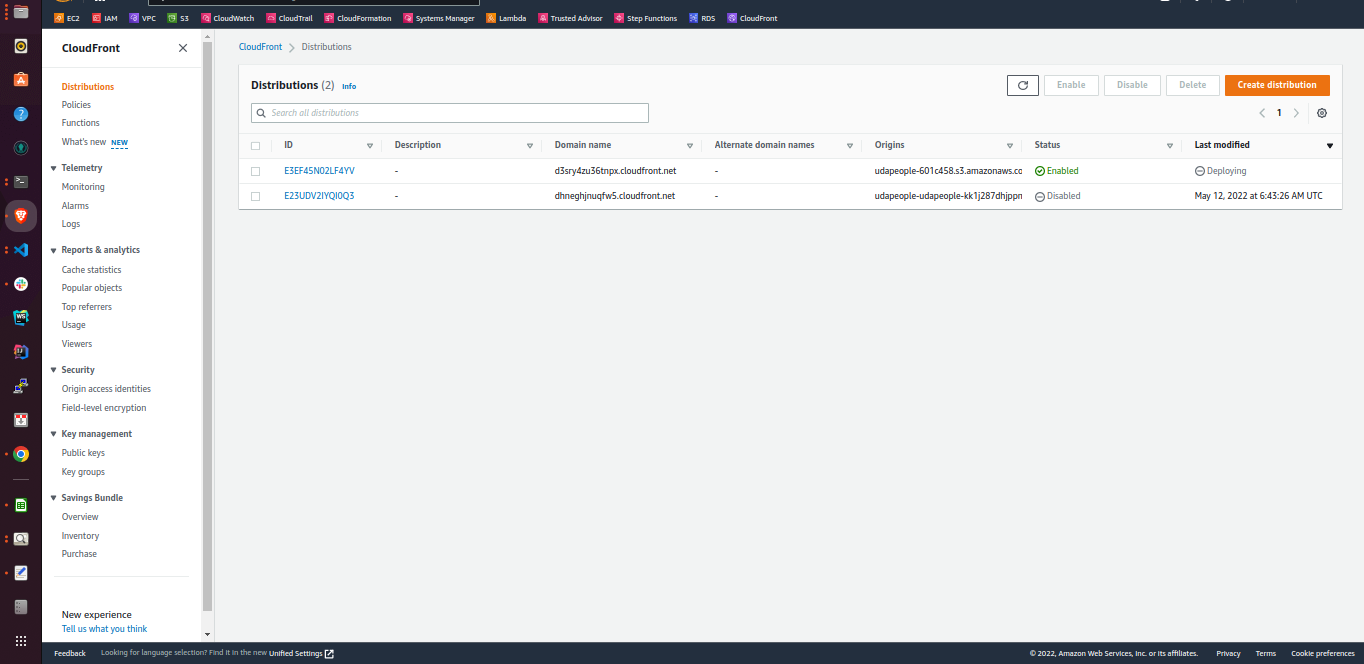 EC2 IAM VPC S3 CloudWatch CloudTrail CloudFormation Systems Manager Lambda Trusted Advisor Step Functions RDS CloudFront
CloudFront
Distributions
Policies
Functions
What's new NEW
Telemetry
Monitoring
Alarms
Logs
Reports & analytics
Cache statistics
Popular objects
Top referrers
Usage
Viewers
Security
Origin access identities
Field-level encryption
Key management
Public keys
Key groups
Savings Bundle
Overview
Inventory
Purchase
New experience
Tell us what you think
CloudFront Distributions
Distributions (2) Info
Enable Disable Delete Create distribution
Search all distributions
1
ID Description Domain name Alternate domain names Origins Status Last modified
E3EF45N02LF4YV - d3sry4zu36tnpx.cloudfront.net - udapeople-601c458.s3.amazonaws.co Enabled Deploying
E23UDV2IYQI0Q3 - dhneghjnuqfw5.cloudfront.net - udapeople-udapeople-kk1j287dhjppn Disabled May 12, 2022 at 6:43:26 AM UTC
Feedback Looking for language selection? Find it in the new Unified Settings © 2022, Amazon Web Services, Inc. or its affiliates. Privacy Terms Cookie preferences